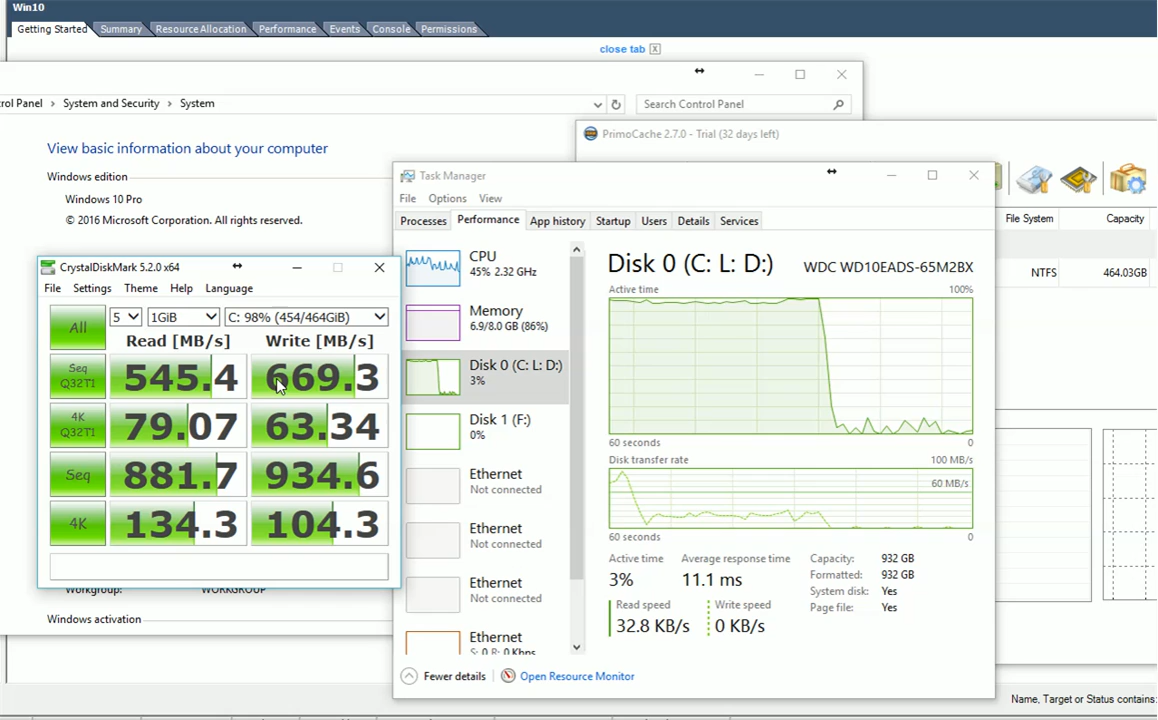 Win10
Getting Started Summary Resource Allocation Performance Events Console Permissions
close tab X
rol Panel › System and Security › System
Search Control Panel
PrimoCache 2.7.0 - Trial (32 days left)
View basic information about your computer
Windows edition
Windows 10 Pro
© 2016 Microsoft Corporation. All rights reserved.
Workgroup: WORKGROUP
Windows activation
File System Capacity
NTFS 464.03GB
Name, Target or Status contains:
Task Manager
File Options View
Processes Performance App history Startup Users Details Services
CPU
45% 2.32 GHz
Memory
6.9/8.0 GB (86%)
Disk 0 (C: L: D:)
3%
Disk 1 (F:)
0%
Ethernet
Not connected
Ethernet
Not connected
Ethernet
Not connected
Ethernet
S: 0 R: 0 Kbps
Disk 0 (C: L: D:) WDC WD10EADS-65M2BX
Active time 100%
60 seconds 0
Disk transfer rate 100 MB/s
60 MB/s
60 seconds 0
Active time Average response time
3% 11.1 ms
Read speed Write speed
32.8 KB/s 0 KB/s
Capacity: 932 GB
Formatted: 932 GB
System disk: Yes
Page file: Yes
Fewer details Open Resource Monitor
CrystalDiskMark 5.2.0 x64
File Settings Theme Help Language
All 5 1GiB C: 98% (454/464GiB)
Read [MB/s] Write [MB/s]
Seq
Q32T1 545.4 669.3
4K
Q32T1 79.07 63.34
Seq 881.7 934.6
4K 134.3 104.3